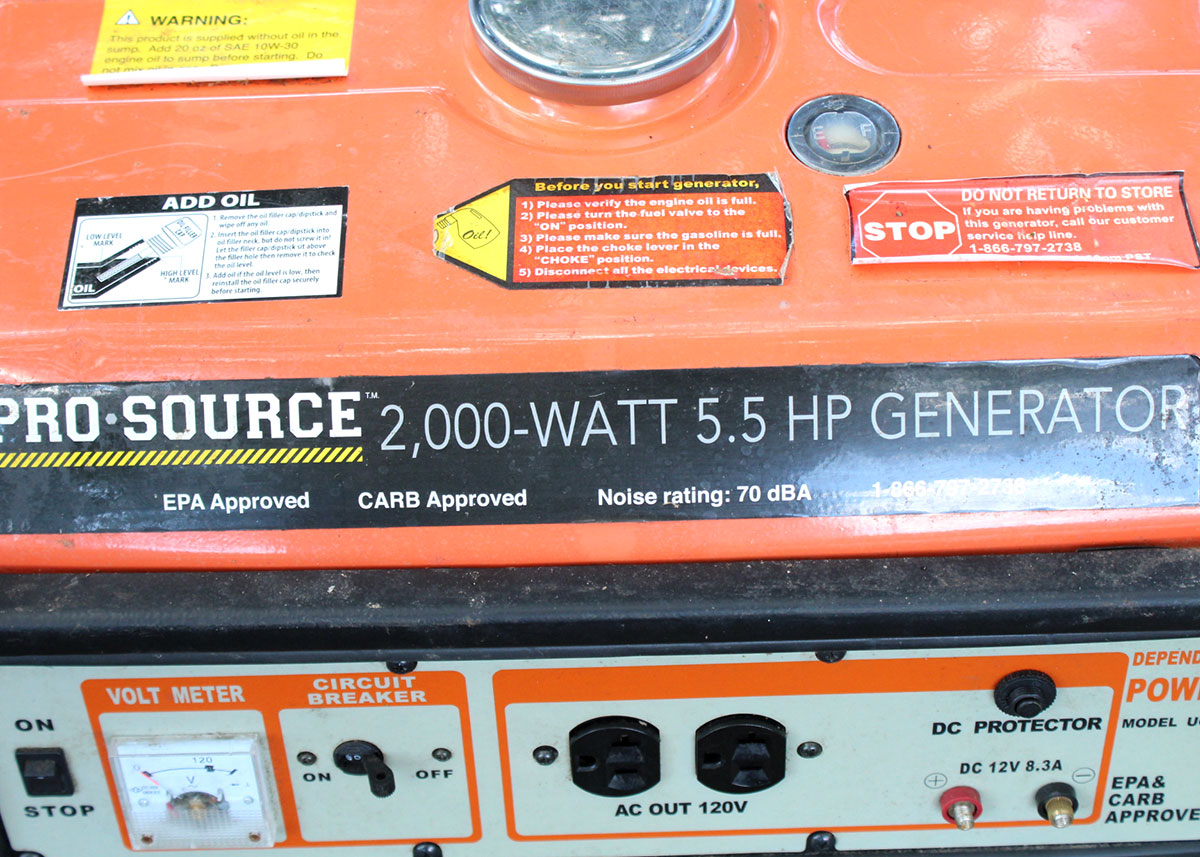 WARNING:
This product is supplied without oil in the
sump. Add 20 oz of SAE 10W-30
engine oil to sump before starting. Do
E F
ADD OIL
LOW LEVEL
MARK
HIGH LEVEL
MARK
OIL
1. Remove the oil filler cap/dipstick and
wipe off any oil.
2. Insert the oil filler cap/dipstick into
oil filler neck, but do not screw it in!
Let the filler cap/dipstick sit above
the filler hole then remove it to check
the oil level.
3. Add oil if the oil level is low, then
reinstall the oil filler cap securely
before starting.
Oil!
Before you start generator,
1) Please verify the engine oil is full.
2) Please turn the fuel valve to the
"ON" position.
3) Please make sure the gasoline is full.
4) Place the choke lever in the
"CHOKE" position.
5) Disconnect all the electrical devices.
STOP
DO NOT RETURN TO STORE
If you are having problems with
this generator, call our customer
service help line.
1-866-797-2738
PRO·SOURCE™ 2,000-WATT 5.5 HP GENERATOR
EPA Approved CARB Approved Noise rating: 70 dBA 1-866-797-2738
ON
STOP
VOLT METER
0 120
V
CIRCUIT
BREAKER
ON OFF
AC OUT 120V
DC PROTECTOR
DC 12V 8.3A
+ −
DEPEND
POW
MODEL
EPA&
CARB
APPROVE